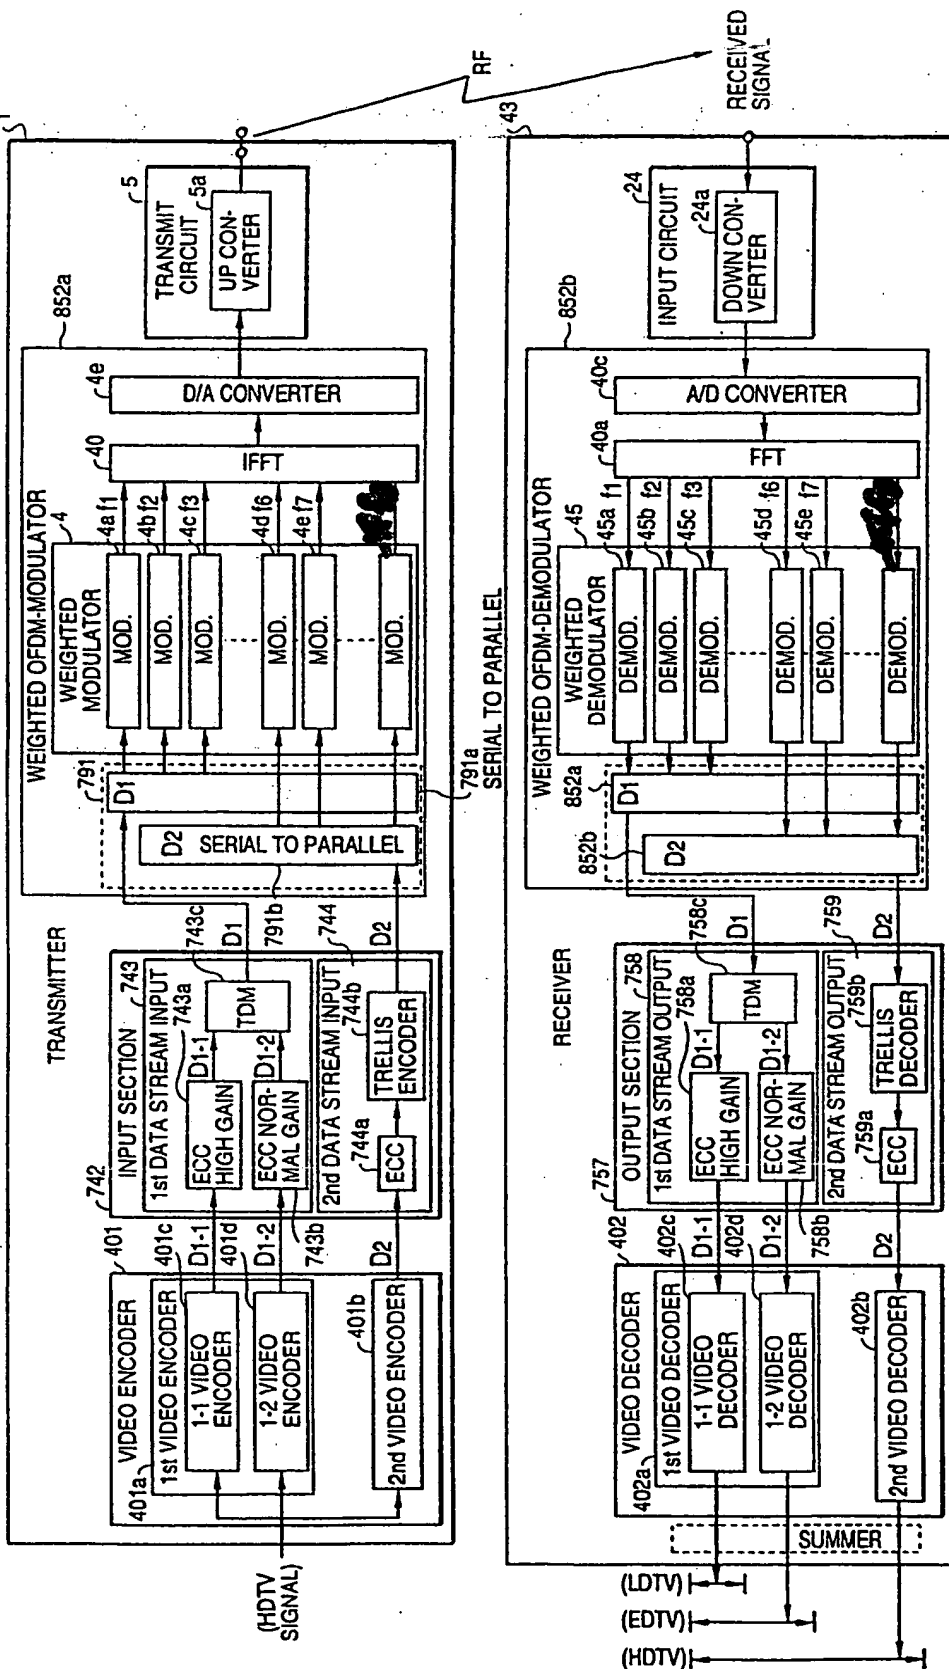 1
TRANSMITTER
(HDTV
SIGNAL)
401
VIDEO ENCODER
401a
1st VIDEO ENCODER
401c
1-1 VIDEO
ENCODER
401d
1-2 VIDEO
ENCODER
401b
2nd VIDEO ENCODER
D1-1
D1-2
D2
742
INPUT SECTION
743
1st DATA STREAM INPUT
743a
ECC
HIGH GAIN
ECC NOR-
MAL GAIN
743b
D1-1
D1-2
743c
TDM
744
2nd DATA STREAM INPUT
744a
ECC
744b
TRELLIS
ENCODER
D1
D2
852a
WEIGHTED OFDM-MODULATOR
791
D1
D2
SERIAL TO PARALLEL
791b
791a
SERIAL TO PARALLEL
4
WEIGHTED
MODULATOR
MOD.
MOD.
MOD.
MOD.
MOD.
MOD.
4a f1
4b f2
4c f3
4d f6
4e f7
40
IFFT
4e
D/A CONVERTER
5
TRANSMIT
CIRCUIT
5a
UP CON-
VERTER
RF
RECEIVED
SIGNAL
43
RECEIVER
24
INPUT CIRCUIT
24a
DOWN CON-
VERTER
852b
WEIGHTED OFDM-DEMODULATOR
40c
A/D CONVERTER
40a
FFT
45
WEIGHTED
DEMODULATOR
45a f1
45b f2
45c f3
45d f6
45e f7
DEMOD.
DEMOD.
DEMOD.
DEMOD.
DEMOD.
DEMOD.
852a
D1
852b
D2
D1
D2
757
OUTPUT SECTION
758
1st DATA STREAM OUTPUT
758a
ECC
HIGH GAIN
ECC NOR-
MAL GAIN
758b
D1-1
D1-2
758c
TDM
759
2nd DATA STREAM OUTPUT
759a
ECC
759b
TRELLIS
DECODER
D1-1
D1-2
D2
402
VIDEO DECODER
402a
1st VIDEO DECODER
402c
1-1 VIDEO
DECODER
402d
1-2 VIDEO
DECODER
402b
2nd VIDEO DECODER
SUMMER
(LDTV)
(EDTV)
(HDTV)